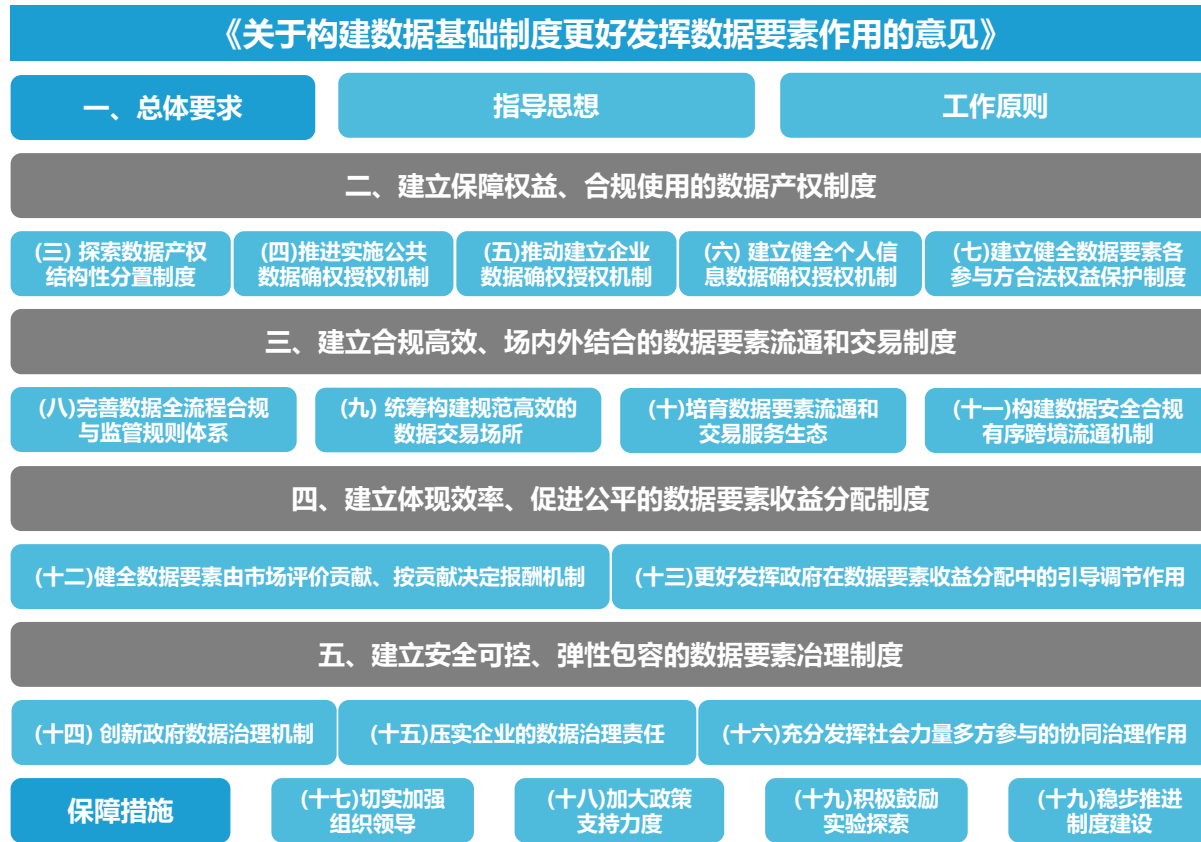 《关于构建数据基础制度更好发挥数据要素作用的意见》
一、总体要求
指导思想
工作原则
二、建立保障权益、合规使用的数据产权制度
(三) 探索数据产权
结构性分置制度
(四)推进实施公共
数据确权授权机制
(五)推动建立企业
数据确权授权机制
(六) 建立健全个人信
息数据确权授权机制
(七)建立健全数据要素各
参与方合法权益保护制度
三、建立合规高效、场内外结合的数据要素流通和交易制度
(八)完善数据全流程合规
与监管规则体系
(九) 统筹构建规范高效的
数据交易场所
(十)培育数据要素流通和
交易服务生态
(十一)构建数据安全合规
有序跨境流通机制
四、建立体现效率、促进公平的数据要素收益分配制度
(十二)健全数据要素由市场评价贡献、按贡献决定报酬机制
(十三)更好发挥政府在数据要素收益分配中的引导调节作用
五、建立安全可控、弹性包容的数据要素冶理制度
(十四) 创新政府数据治理机制
(十五)压实企业的数据治理责任
(十六)充分发挥社会力量多方参与的协同治理作用
保障措施
(十七)切实加强
组织领导
(十八)加大政策
支持力度
(十九)积极鼓励
实验探索
(十九)稳步推进
制度建设